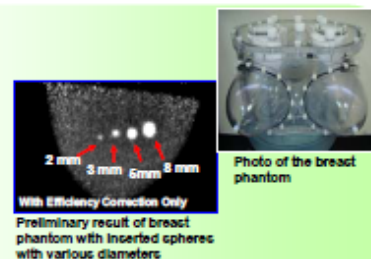 2 mm
3 mm
5mm
8 mm
With Efficiency Correction Only
Preliminary result of breast
phantom with inserted spheres
with various diameters
Photo of the breast
phantom